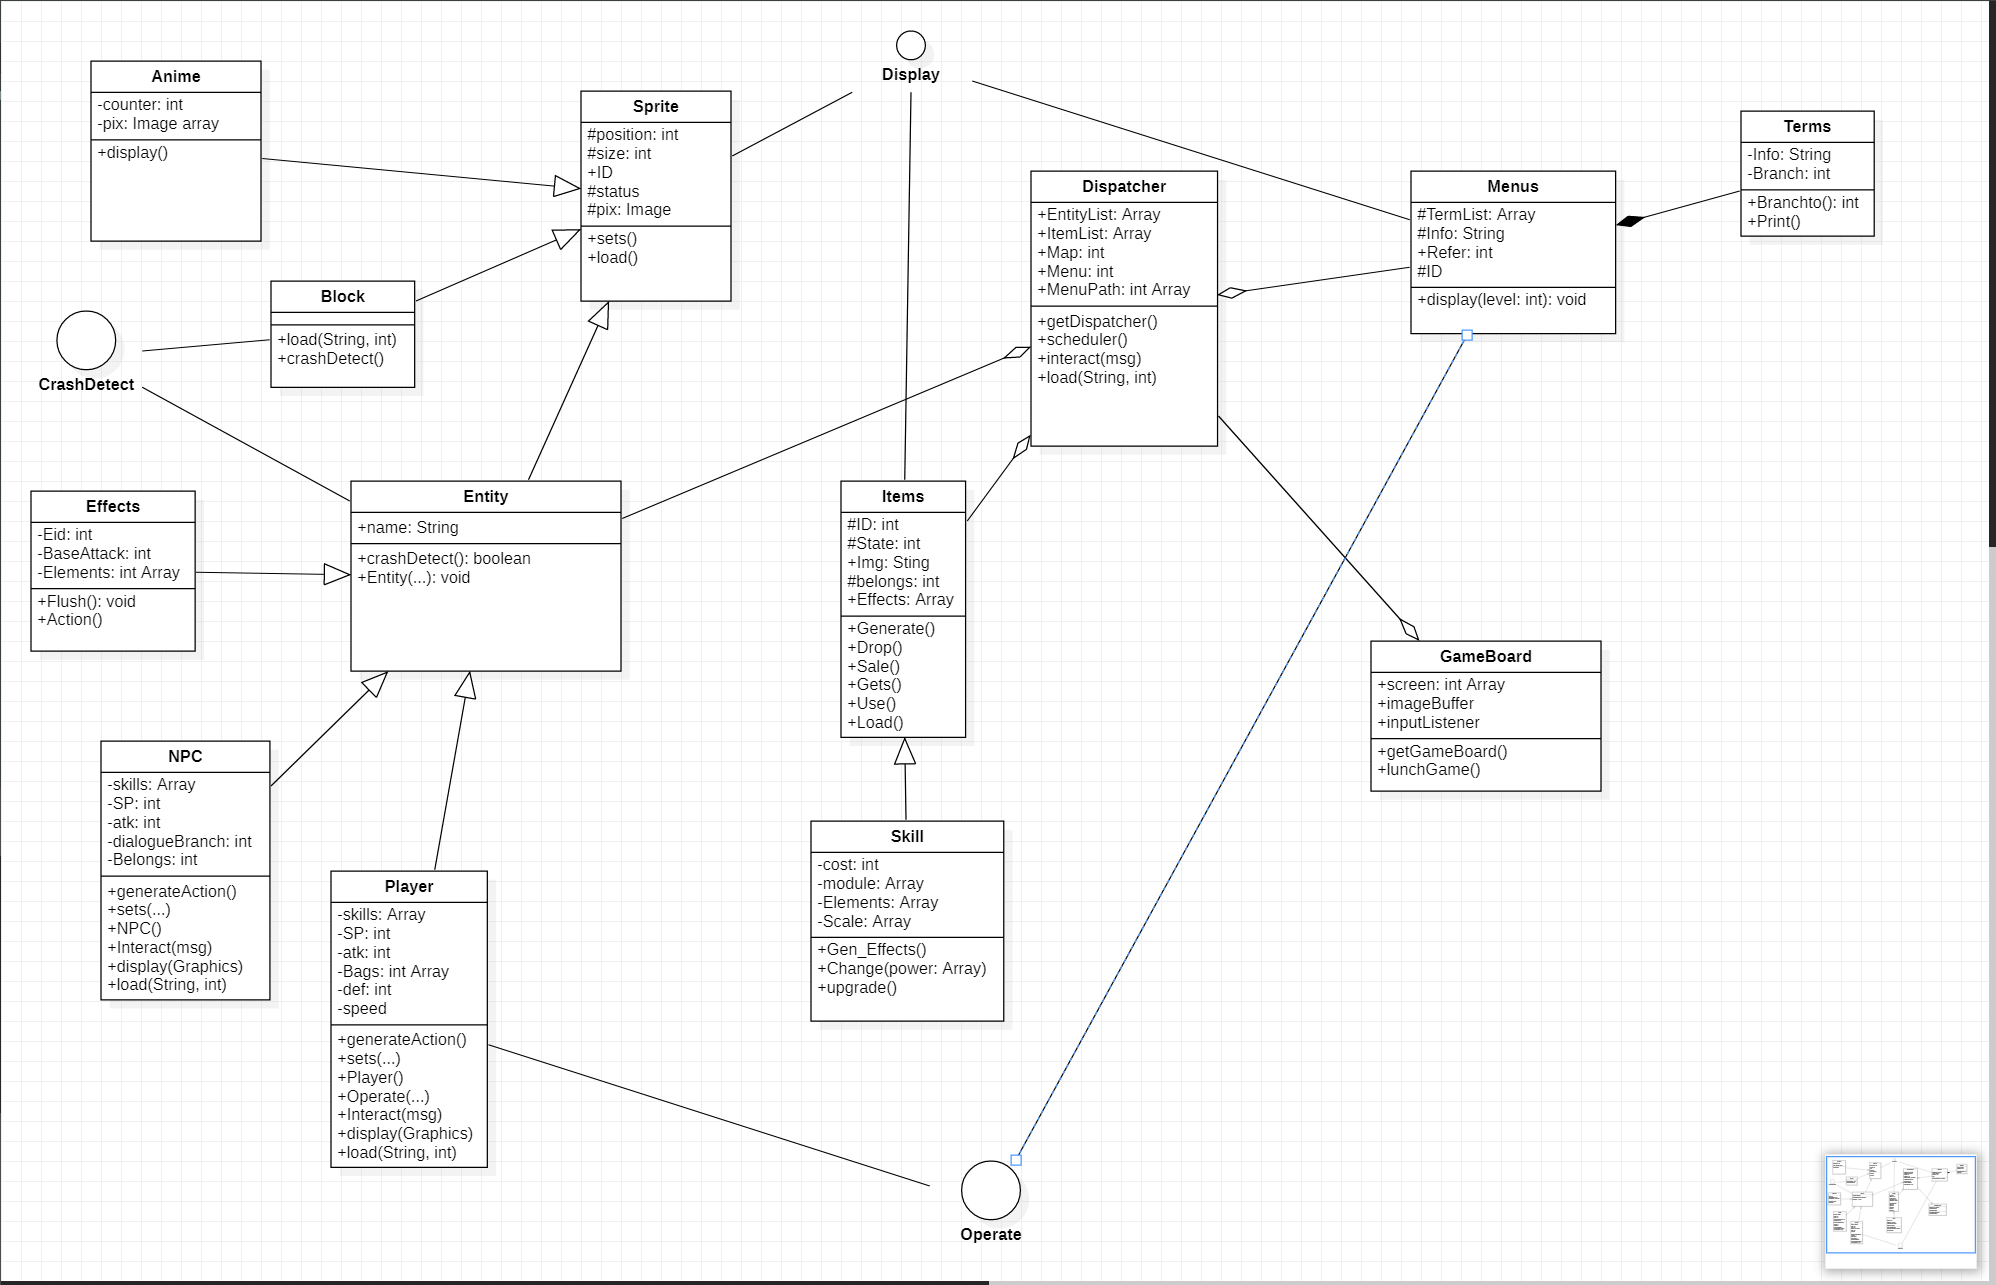 Display
Anime
-counter: int
-pix: Image array
+display()
Sprite
#position: int
#size: int
+ID
#status
#pix: Image
+sets()
+load()
Terms
-Info: String
-Branch: int
+Branchto(): int
+Print()
Dispatcher
+EntityList: Array
+ItemList: Array
+Map: int
+Menu: int
+MenuPath: int Array
+getDispatcher()
+scheduler()
+interact(msg)
+load(String, int)
Menus
#TermList: Array
#Info: String
+Refer: int
#ID
+display(level: int): void
Block
+load(String, int)
+crashDetect()
CrashDetect
Effects
-Eid: int
-BaseAttack: int
-Elements: int Array
+Flush(): void
+Action()
Entity
+name: String
+crashDetect(): boolean
+Entity(...): void
Items
#ID: int
#State: int
+Img: Sting
#belongs: int
+Effects: Array
+Generate()
+Drop()
+Sale()
+Gets()
+Use()
+Load()
GameBoard
+screen: int Array
+imageBuffer
+inputListener
+getGameBoard()
+lunchGame()
NPC
-skills: Array
-SP: int
-atk: int
-dialogueBranch: int
-Belongs: int
+generateAction()
+sets(...)
+NPC()
+Interact(msg)
+display(Graphics)
+load(String, int)
Player
-skills: Array
-SP: int
-atk: int
-Bags: int Array
-def: int
-speed
+generateAction()
+sets(...)
+Player()
+Operate(...)
+Interact(msg)
+display(Graphics)
+load(String, int)
Skill
-cost: int
-module: Array
-Elements: Array
-Scale: Array
+Gen_Effects()
+Change(power: Array)
+upgrade()
Operate